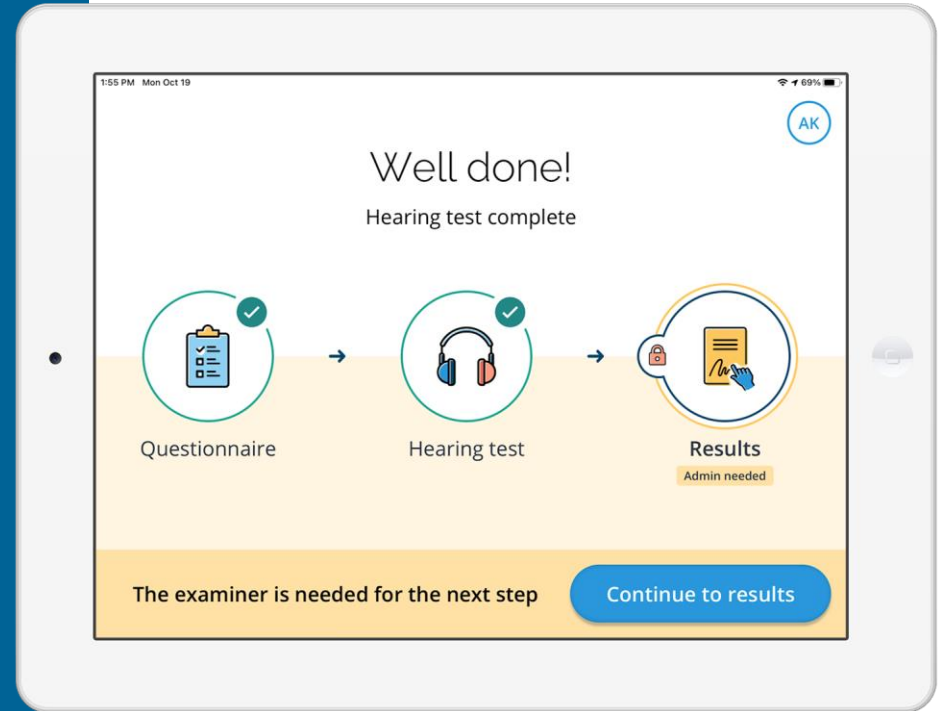 1:55 PM Mon Oct 19
69%
AK
Well done!
Hearing test complete
Questionnaire
Hearing test
Results
Admin needed
The examiner is needed for the next step
Continue to results